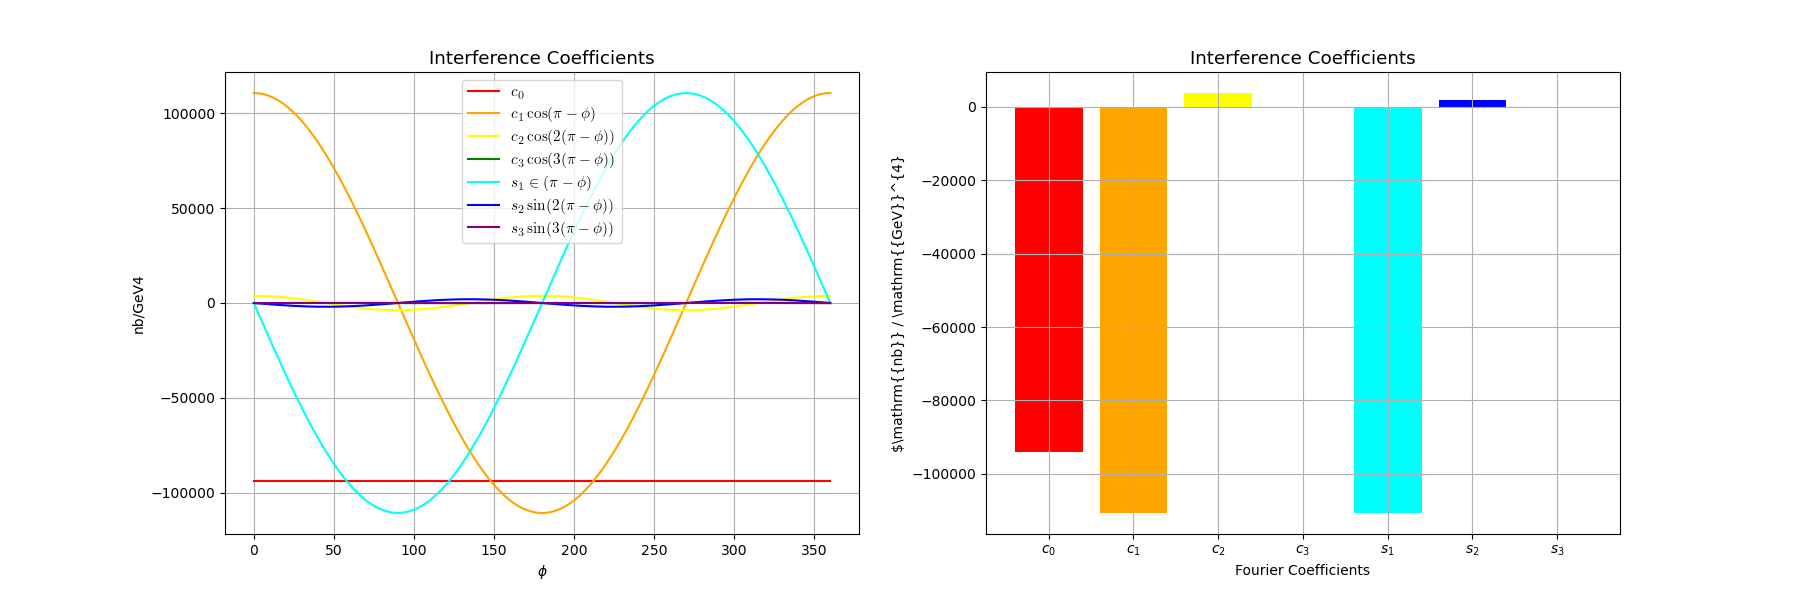 Interference Coefficients
c₀
c₁ cos(π − ϕ)
c₂ cos(2(π − ϕ))
c₃ cos(3(π − ϕ))
s₁ ∈ (π − ϕ)
s₂ sin(2(π − ϕ))
s₃ sin(3(π − ϕ))
100000
50000
0
−50000
−100000
nb/GeV4
0 50 100 150 200 250 300 350
ϕ
Interference Coefficients
0
−20000
−40000
−60000
−80000
−100000
$\mathrm{{nb}} / \mathrm{{GeV}}^{4}
c₀ c₁ c₂ c₃ s₁ s₂ s₃
Fourier Coefficients